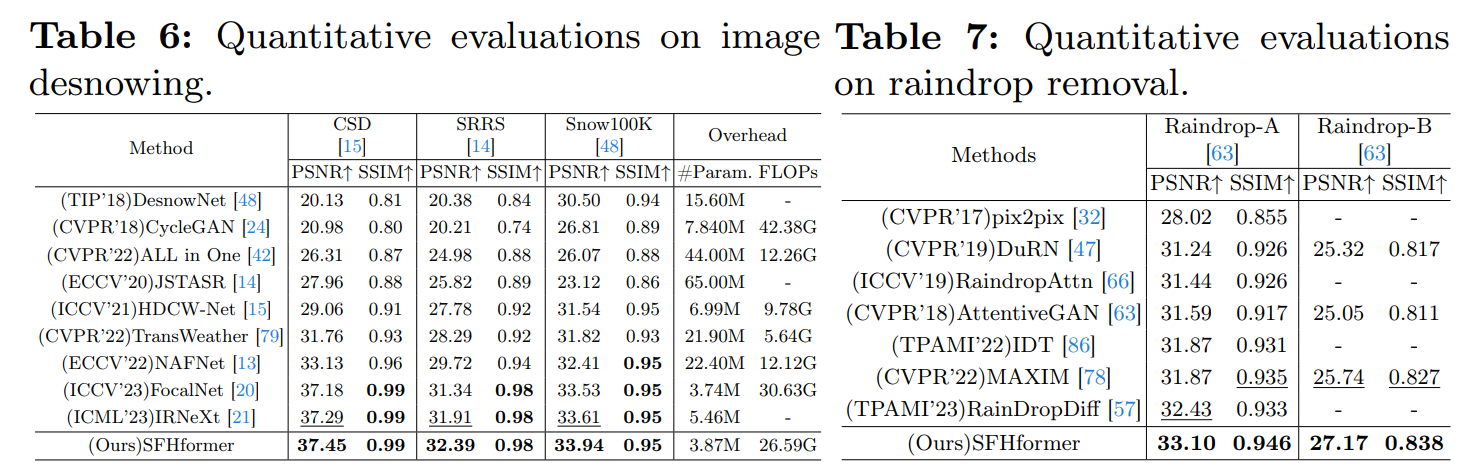 Table 6: Quantitative evaluations on image
desnowing.
Method CSD [15] SRRS [14] Snow100K [48] Overhead
PSNR↑ SSIM↑ PSNR↑ SSIM↑ PSNR↑ SSIM↑ #Param. FLOPs
(TIP'18)DesnowNet [48] 20.13 0.81 20.38 0.84 30.50 0.94 15.60M -
(CVPR'18)CycleGAN [24] 20.98 0.80 20.21 0.74 26.81 0.89 7.840M 42.38G
(CVPR'22)ALL in One [42] 26.31 0.87 24.98 0.88 26.07 0.88 44.00M 12.26G
(ECCV'20)JSTASR [14] 27.96 0.88 25.82 0.89 23.12 0.86 65.00M -
(ICCV'21)HDCW-Net [15] 29.06 0.91 27.78 0.92 31.54 0.95 6.99M 9.78G
(CVPR'22)TransWeather [79] 31.76 0.93 28.29 0.92 31.82 0.93 21.90M 5.64G
(ECCV'22)NAFNet [13] 33.13 0.96 29.72 0.94 32.41 0.95 22.40M 12.12G
(ICCV'23)FocalNet [20] 37.18 0.99 31.34 0.98 33.53 0.95 3.74M 30.63G
(ICML'23)IRNeXt [21] 37.29 0.99 31.91 0.98 33.61 0.95 5.46M -
(Ours)SFHformer 37.45 0.99 32.39 0.98 33.94 0.95 3.87M 26.59G
Table 7: Quantitative evaluations
on raindrop removal.
Methods Raindrop-A [63] Raindrop-B [63]
PSNR↑ SSIM↑ PSNR↑ SSIM↑
(CVPR'17)pix2pix [32] 28.02 0.855 - -
(CVPR'19)DuRN [47] 31.24 0.926 25.32 0.817
(ICCV'19)RaindropAttn [66] 31.44 0.926 - -
(CVPR'18)AttentiveGAN [63] 31.59 0.917 25.05 0.811
(TPAMI'22)IDT [86] 31.87 0.931 - -
(CVPR'22)MAXIM [78] 31.87 0.935 25.74 0.827
(TPAMI'23)RainDropDiff [57] 32.43 0.933 - -
(Ours)SFHformer 33.10 0.946 27.17 0.838